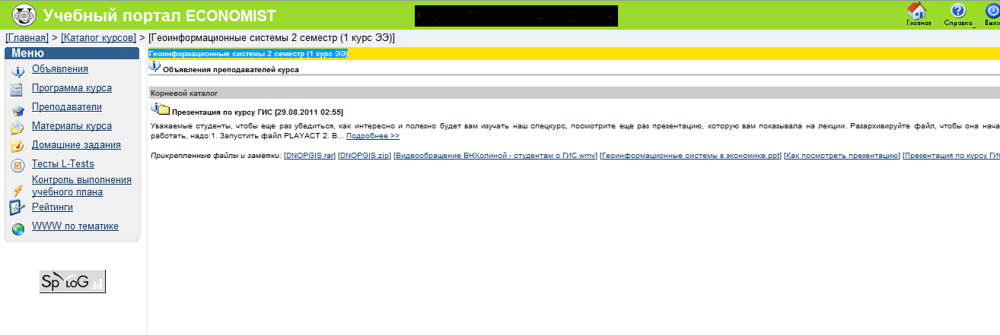 Учебный портал ECONOMIST
Главная
Справка
[Главная] > [Каталог курсов] > [Геоинформационные системы 2 семестр (1 курс ЭЭ)]
Меню
Объявления
Программа курса
Преподаватели
Материалы курса
Домашние задания
Тесты L-Tests
Контроль выполнения
учебного плана
Рейтинги
WWW по тематике
SpyLOG
Геоинформационные системы 2 семестр (1 курс ЭЭ)
Объявления преподавателей курса
Корневой каталог
Презентация по курсу ГИС [29.08.2011 02:55]
Уважаемые студенты, чтобы еще раз убедиться, как интересно и полезно будет вам изучать наш спецкурс, посмотрите еще раз презентацию, которую вам показывала на лекции. Разархивируйте файл, чтобы она нача
работать, надо:1. Запустить файл PLAYACT 2. В... Подробнее >>
Прикрепленные файлы и заметки: [DNOPGIS.rar] [DNOPGIS.zip] [Видеообращение ВНХолиной - студентам о ГИС.wmv] [Геоинформационные системы в экономике.ppt] [Как посмотреть презентацию] [Презентация по курсу ГИС